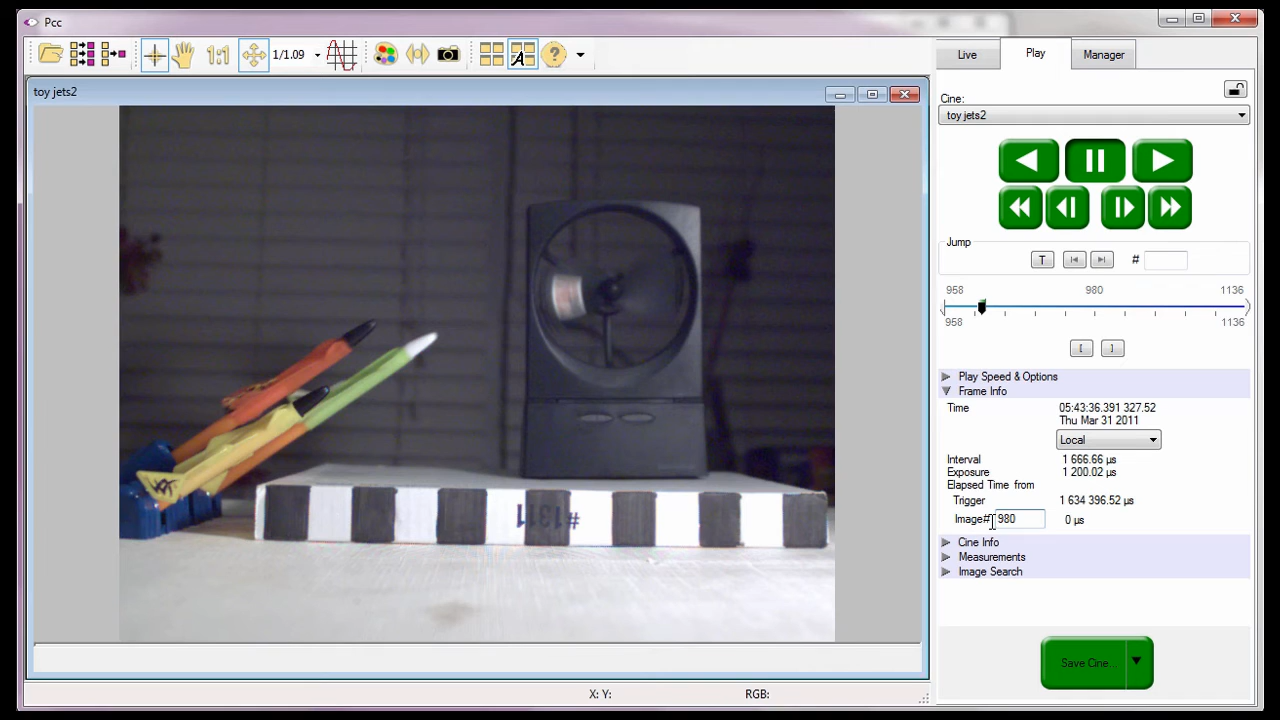 Pcc
1:1
1/1.09
A
?
Live
Play
Manager
toy jets2
Cine:
toy jets2
Jump
T
#
958
980
1136
958
1136
[
]
Play Speed & Options
Frame Info
Time
05:43:36.391 327.52
Thu Mar 31 2011
Local
Interval
1 666.66 µs
Exposure
1 200.02 µs
Elapsed Time from
Trigger
1 634 396.52 µs
Image#
980
0 µs
Cine Info
Measurements
Image Search
#1311
Save Cine...
X: Y:
RGB: